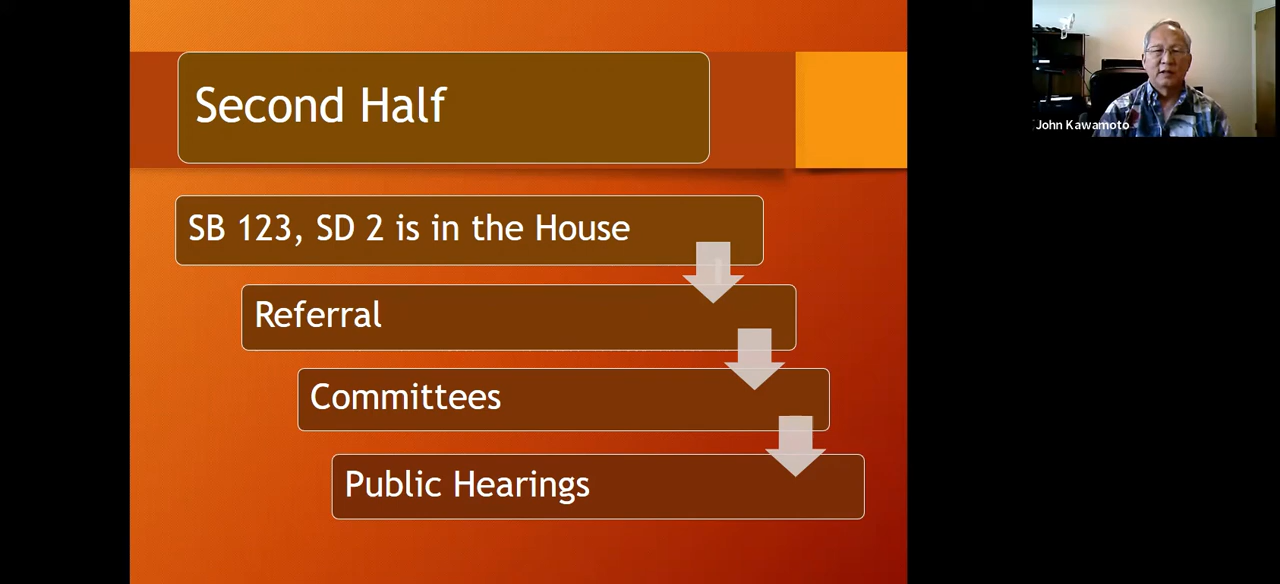 Second Half
John Kawamoto
SB 123, SD 2 is in the House
Referral
Committees
Public Hearings